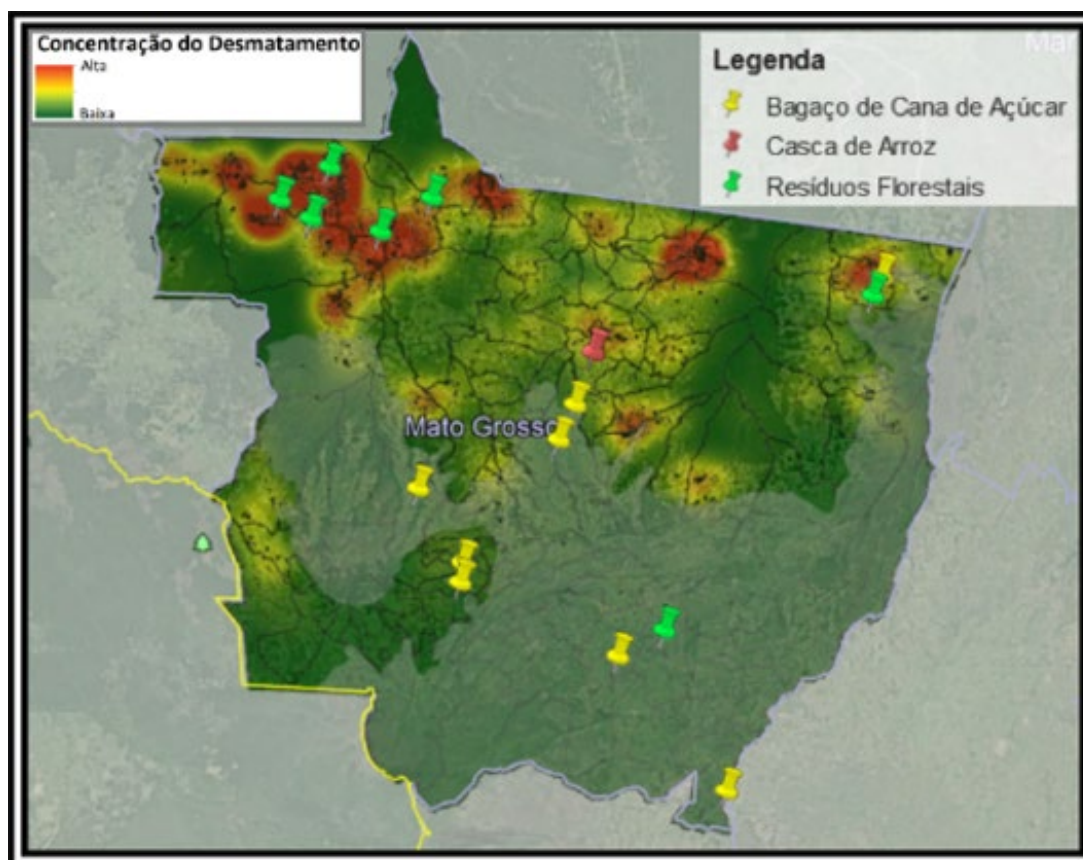 Concentração do Desmatamento
Alta
Baixa
Legenda
Bagaço de Cana de Açúcar
Casca de Arroz
Resíduos Florestais
Mato Grosso